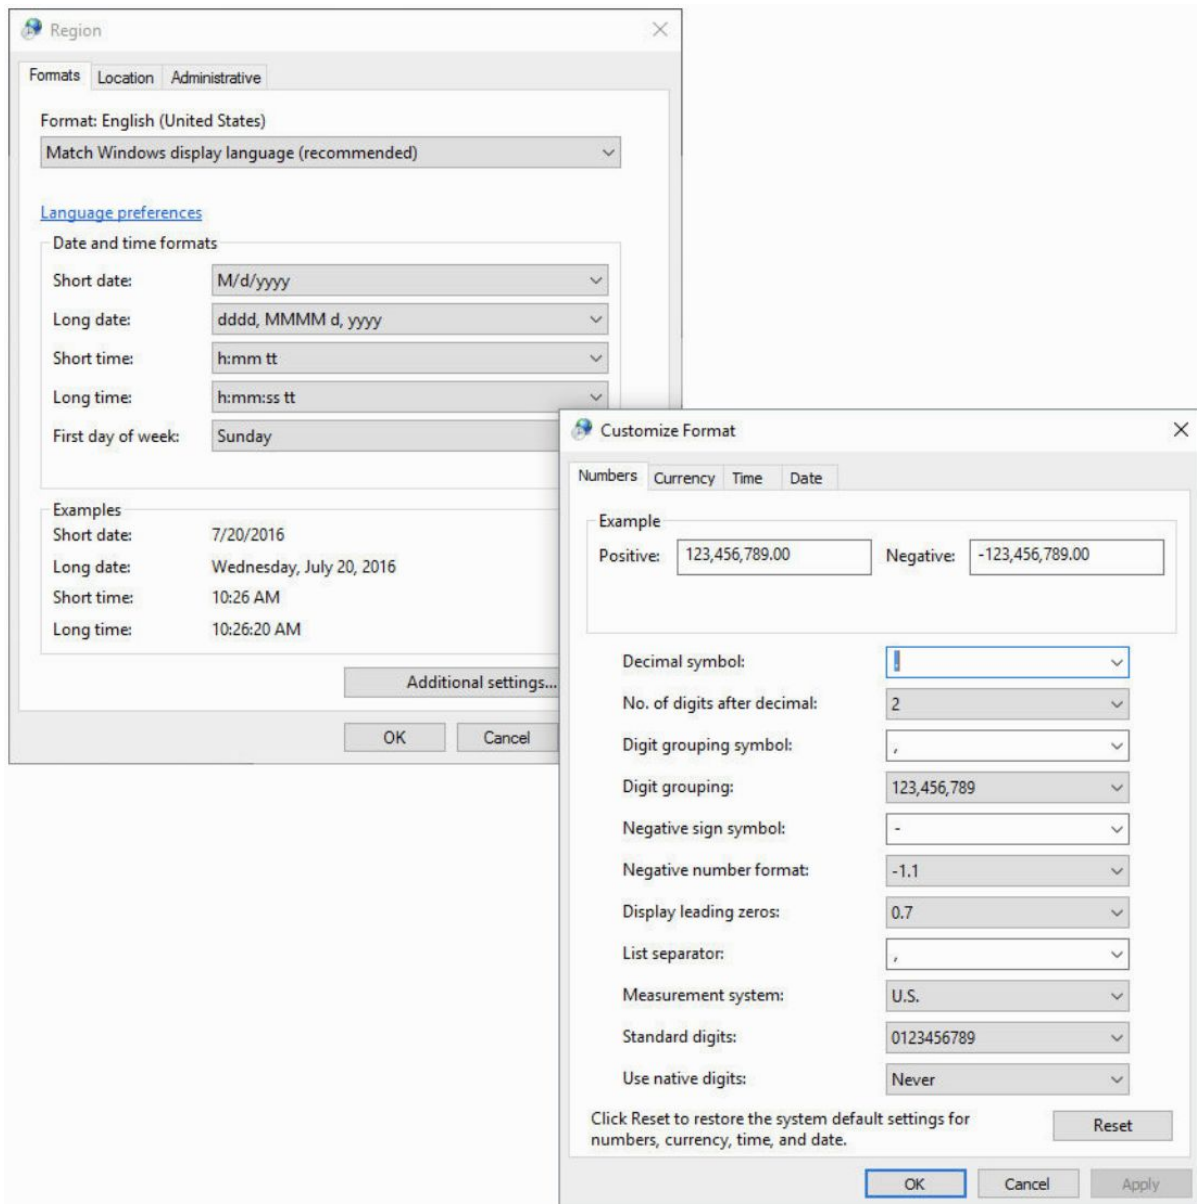 Region
Formats Location Administrative
Format: English (United States)
Match Windows display language (recommended)
Language preferences
Date and time formats
Short date: M/d/yyyy
Long date: dddd, MMMM d, yyyy
Short time: h:mm tt
Long time: h:mm:ss tt
First day of week: Sunday
Examples
Short date: 7/20/2016
Long date: Wednesday, July 20, 2016
Short time: 10:26 AM
Long time: 10:26:20 AM
Additional settings...
OK Cancel
Customize Format
Numbers Currency Time Date
Example
Positive: 123,456,789.00 Negative: -123,456,789.00
Decimal symbol: .
No. of digits after decimal: 2
Digit grouping symbol: ,
Digit grouping: 123,456,789
Negative sign symbol: -
Negative number format: -1.1
Display leading zeros: 0.7
List separator: ,
Measurement system: U.S.
Standard digits: 0123456789
Use native digits: Never
Click Reset to restore the system default settings for
numbers, currency, time, and date.
Reset
OK Cancel Apply